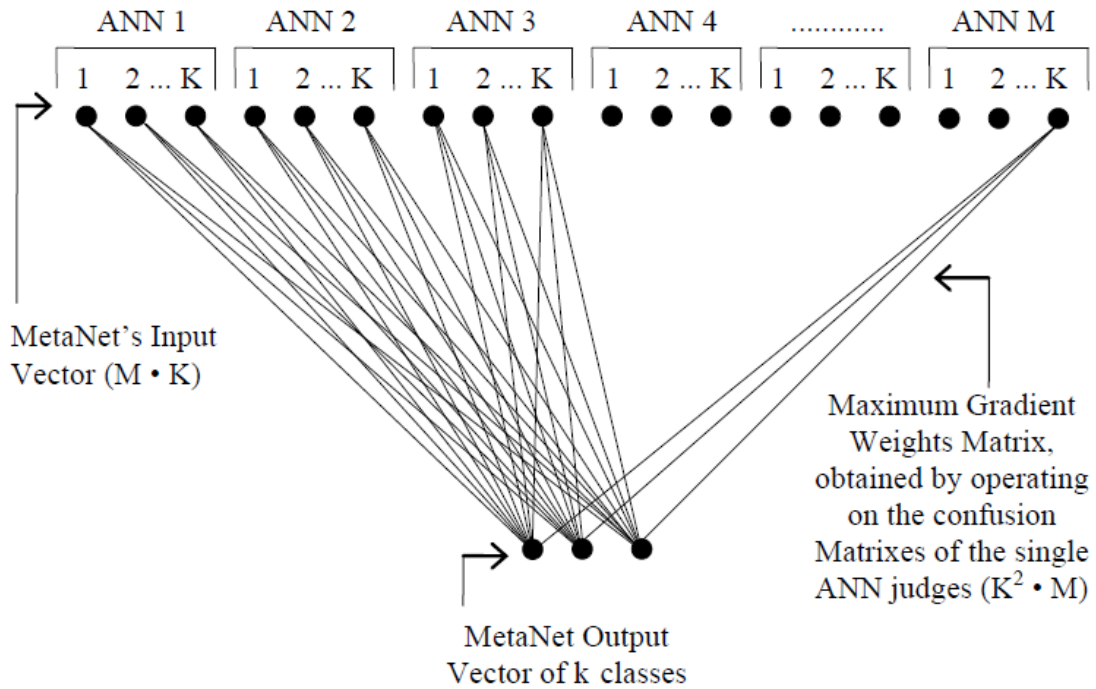 ANN 1 ANN 2 ANN 3 ANN 4 ............ ANN M
1 2 ... K 1 2 ... K 1 2 ... K 1 2 ... K 1 2 ... K 1 2 ... K
MetaNet’s Input
Vector (M • K)
Maximum Gradient
Weights Matrix,
obtained by operating
on the confusion
Matrixes of the single
ANN judges (K² • M)
MetaNet Output
Vector of k classes